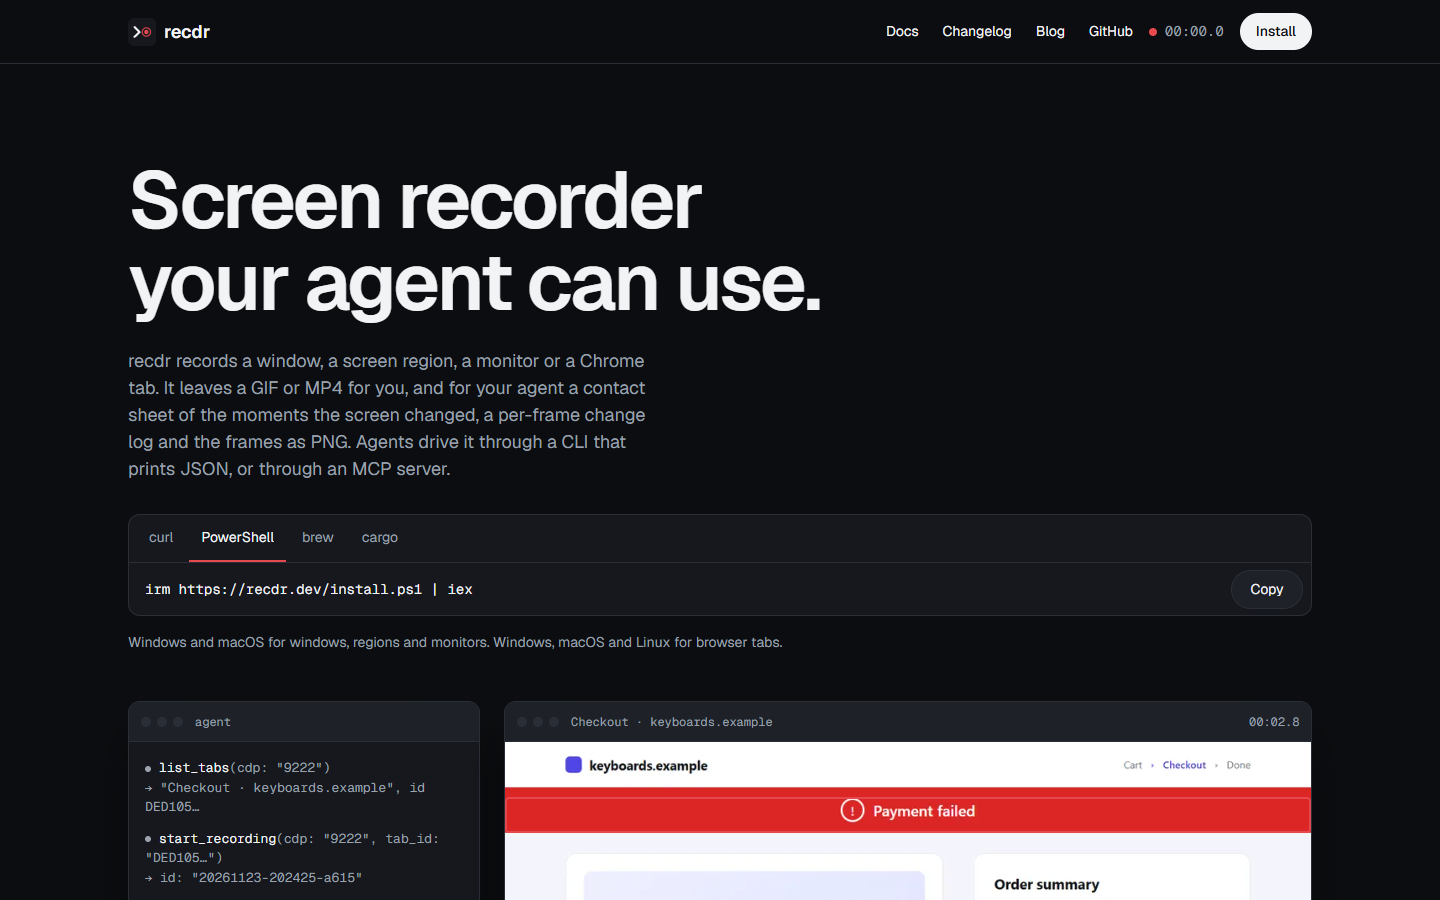 recdr
Docs Changelog Blog GitHub 00:00.0 Install
Screen recorder
your agent can use.
recdr records a window, a screen region, a monitor or a Chrome
tab. It leaves a GIF or MP4 for you, and for your agent a contact
sheet of the moments the screen changed, a per-frame change
log and the frames as PNG. Agents drive it through a CLI that
prints JSON, or through an MCP server.
curl PowerShell brew cargo
irm https://recdr.dev/install.ps1 | iex
Copy
Windows and macOS for windows, regions and monitors. Windows, macOS and Linux for browser tabs.
agent
● list_tabs(cdp: "9222")
→ "Checkout · keyboards.example", id
DED105…
● start_recording(cdp: "9222", tab_id:
"DED105…")
→ id: "20261123-202425-a615"
Checkout · keyboards.example 00:02.8
keyboards.example
Cart › Checkout › Done
! Payment failed
Order summary